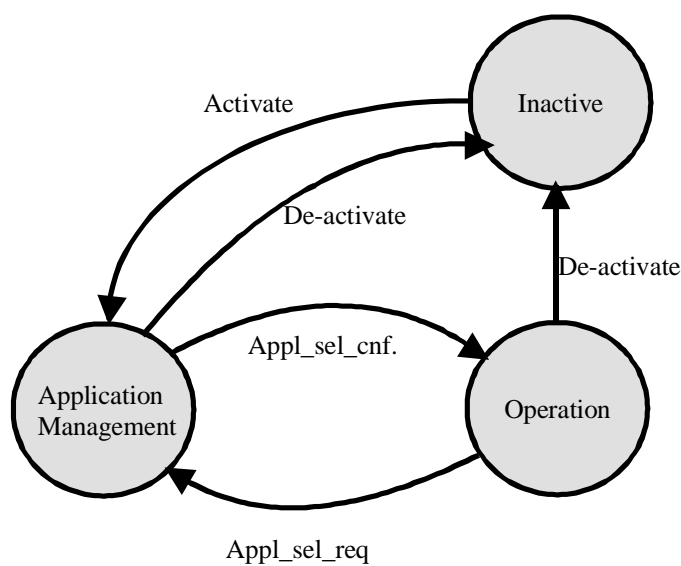 Activate
Inactive
De-activate
De-activate
Appl_sel_cnf.
Application
Management
Operation
Appl_sel_req